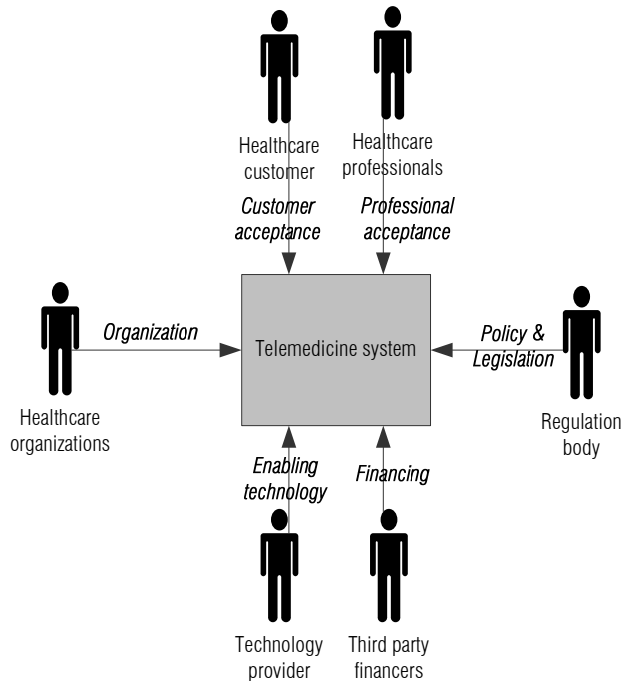 Healthcare
customer
Healthcare
professionals
Customer
acceptance
Professional
acceptance
Organization
Telemedicine system
Policy &
Legislation
Healthcare
organizations
Regulation
body
Enabling
technology
Financing
Technology
provider
Third party
financers